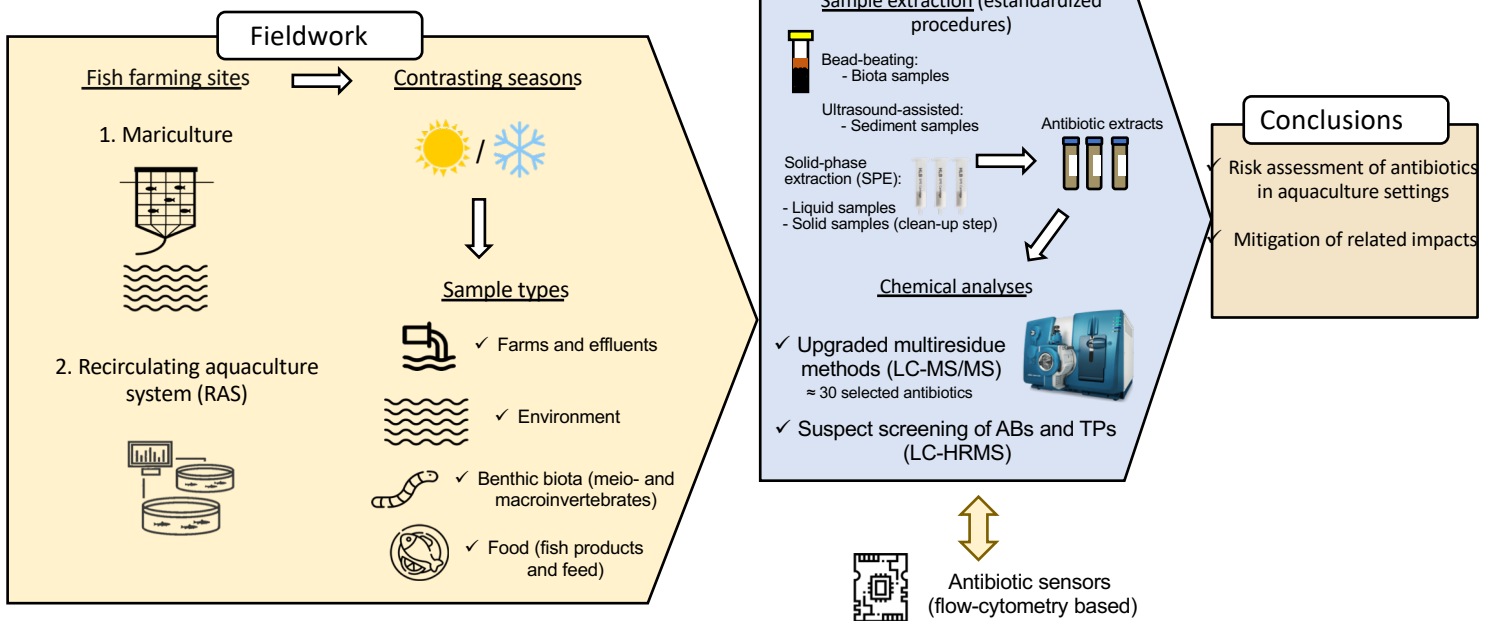 Fieldwork
Fish farming sites
Contrasting seasons
1. Mariculture
/
Sample types
✓ Farms and effluents
2. Recirculating aquaculture
system (RAS)
✓ Environment
✓ Benthic biota (meio- and
macroinvertebrates)
✓ Food (fish products
and feed)
Sample extraction (estandardized
procedures)
Bead-beating:
- Biota samples
Ultrasound-assisted:
- Sediment samples
Antibiotic extracts
Solid-phase
extraction (SPE):
- Liquid samples
- Solid samples (clean-up step)
Chemical analyses
✓ Upgraded multiresidue
methods (LC-MS/MS)
≈ 30 selected antibiotics
✓ Suspect screening of ABs and TPs
(LC-HRMS)
Antibiotic sensors
(flow-cytometry based)
Conclusions
✓ Risk assessment of antibiotics
in aquaculture settings
✓ Mitigation of related impacts